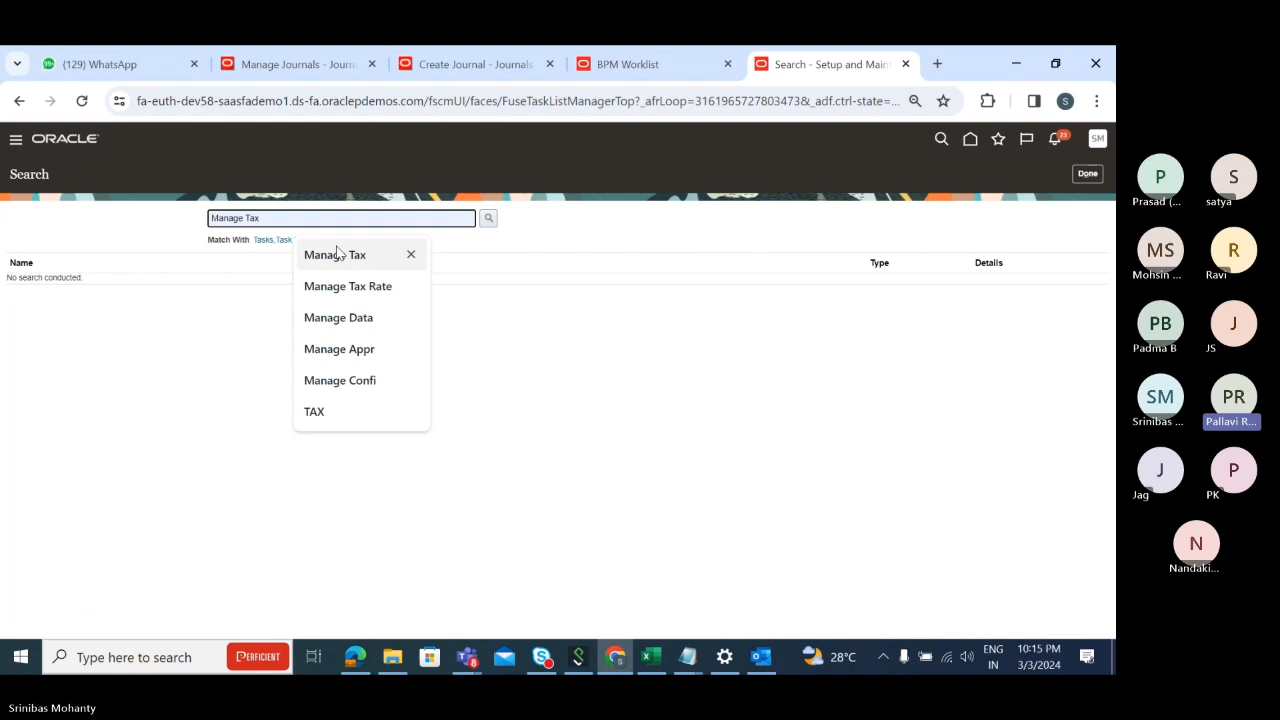 (129) WhatsApp
Manage Journals - Journ
Create Journal - Journals
BPM Worklist
Search - Setup and Main
fa-euth-dev58-saasfademo1.ds-fa.oraclepdemos.com/fscmUI/faces/FuseTaskListManagerTop?_afrLoop=3161965727803473&_adf.ctrl-state=...
S
ORACLE
23
SM
Search
Done
Manage Tax
Match With Tasks,Task
Manage Tax
Manage Tax Rate
Manage Data
Manage Appr
Manage Confi
TAX
Name
Type
Details
No search conducted.
P
Prasad (...
S
satya
MS
Mohsin ...
R
Ravi
PB
Padma B
J
JS
SM
Srinibas ...
PR
Pallavi R...
J
Jag
P
PK
N
Nandaki...
Type here to search
PERFICIENT
8
28°C
ENG
IN
10:15 PM
3/3/2024
Srinibas Mohanty